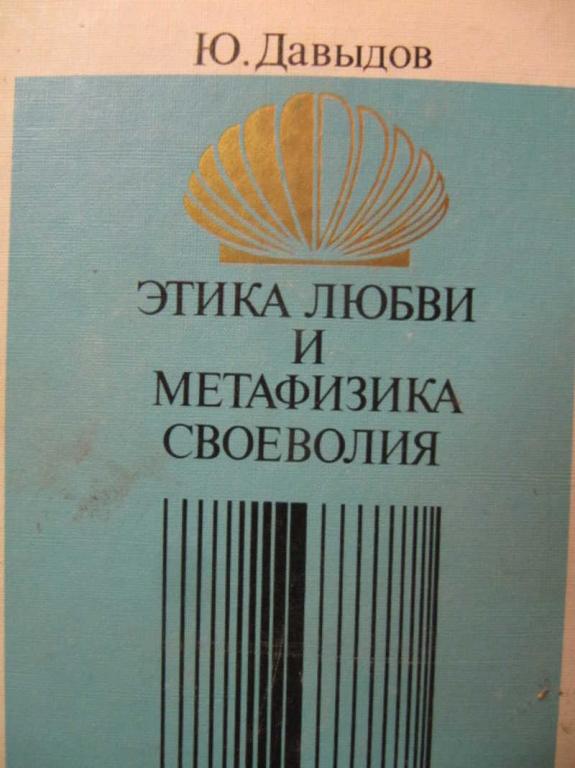 Ю. Давыдов
ЭТИКА ЛЮБВИ
И
МЕТАФИЗИКА
СВОЕВОЛИЯ